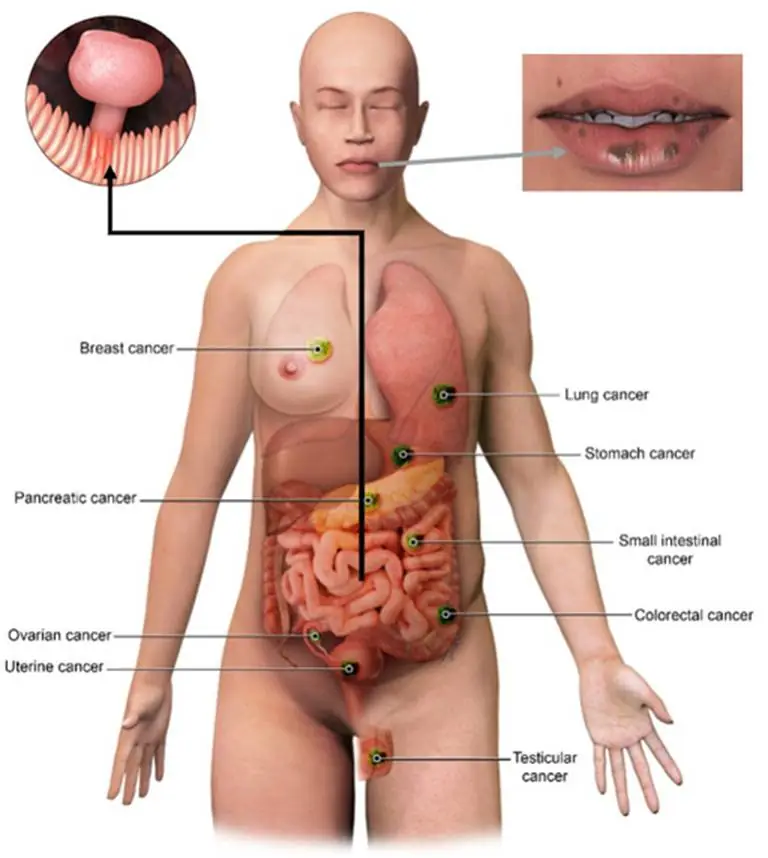 Breast cancer
Lung cancer
Stomach cancer
Pancreatic cancer
Small intestinal
cancer
Colorectal cancer
Ovarian cancer
Uterine cancer
Testicular
cancer